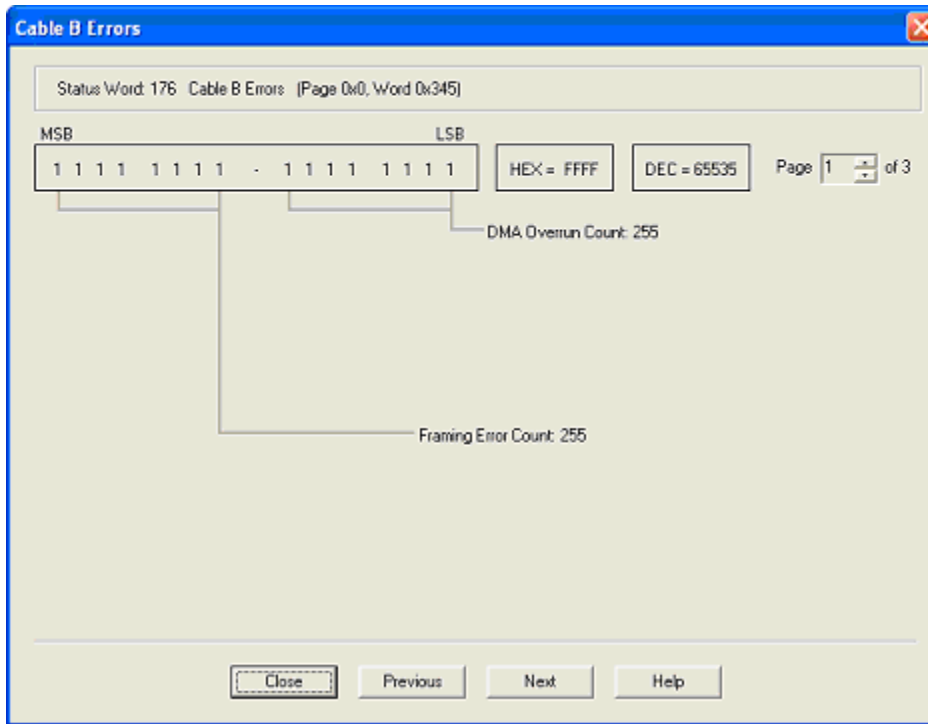 Cable B Errors
Status Word: 176 Cable B Errors (Page 0x0, Word 0x345)
MSB LSB
1 1 1 1 1 1 1 1 - 1 1 1 1 1 1 1 1 HEX = FFFF DEC = 65535 Page 1 of 3
DMA Overrun Count: 255
Framing Error Count: 255
Close Previous Next Help